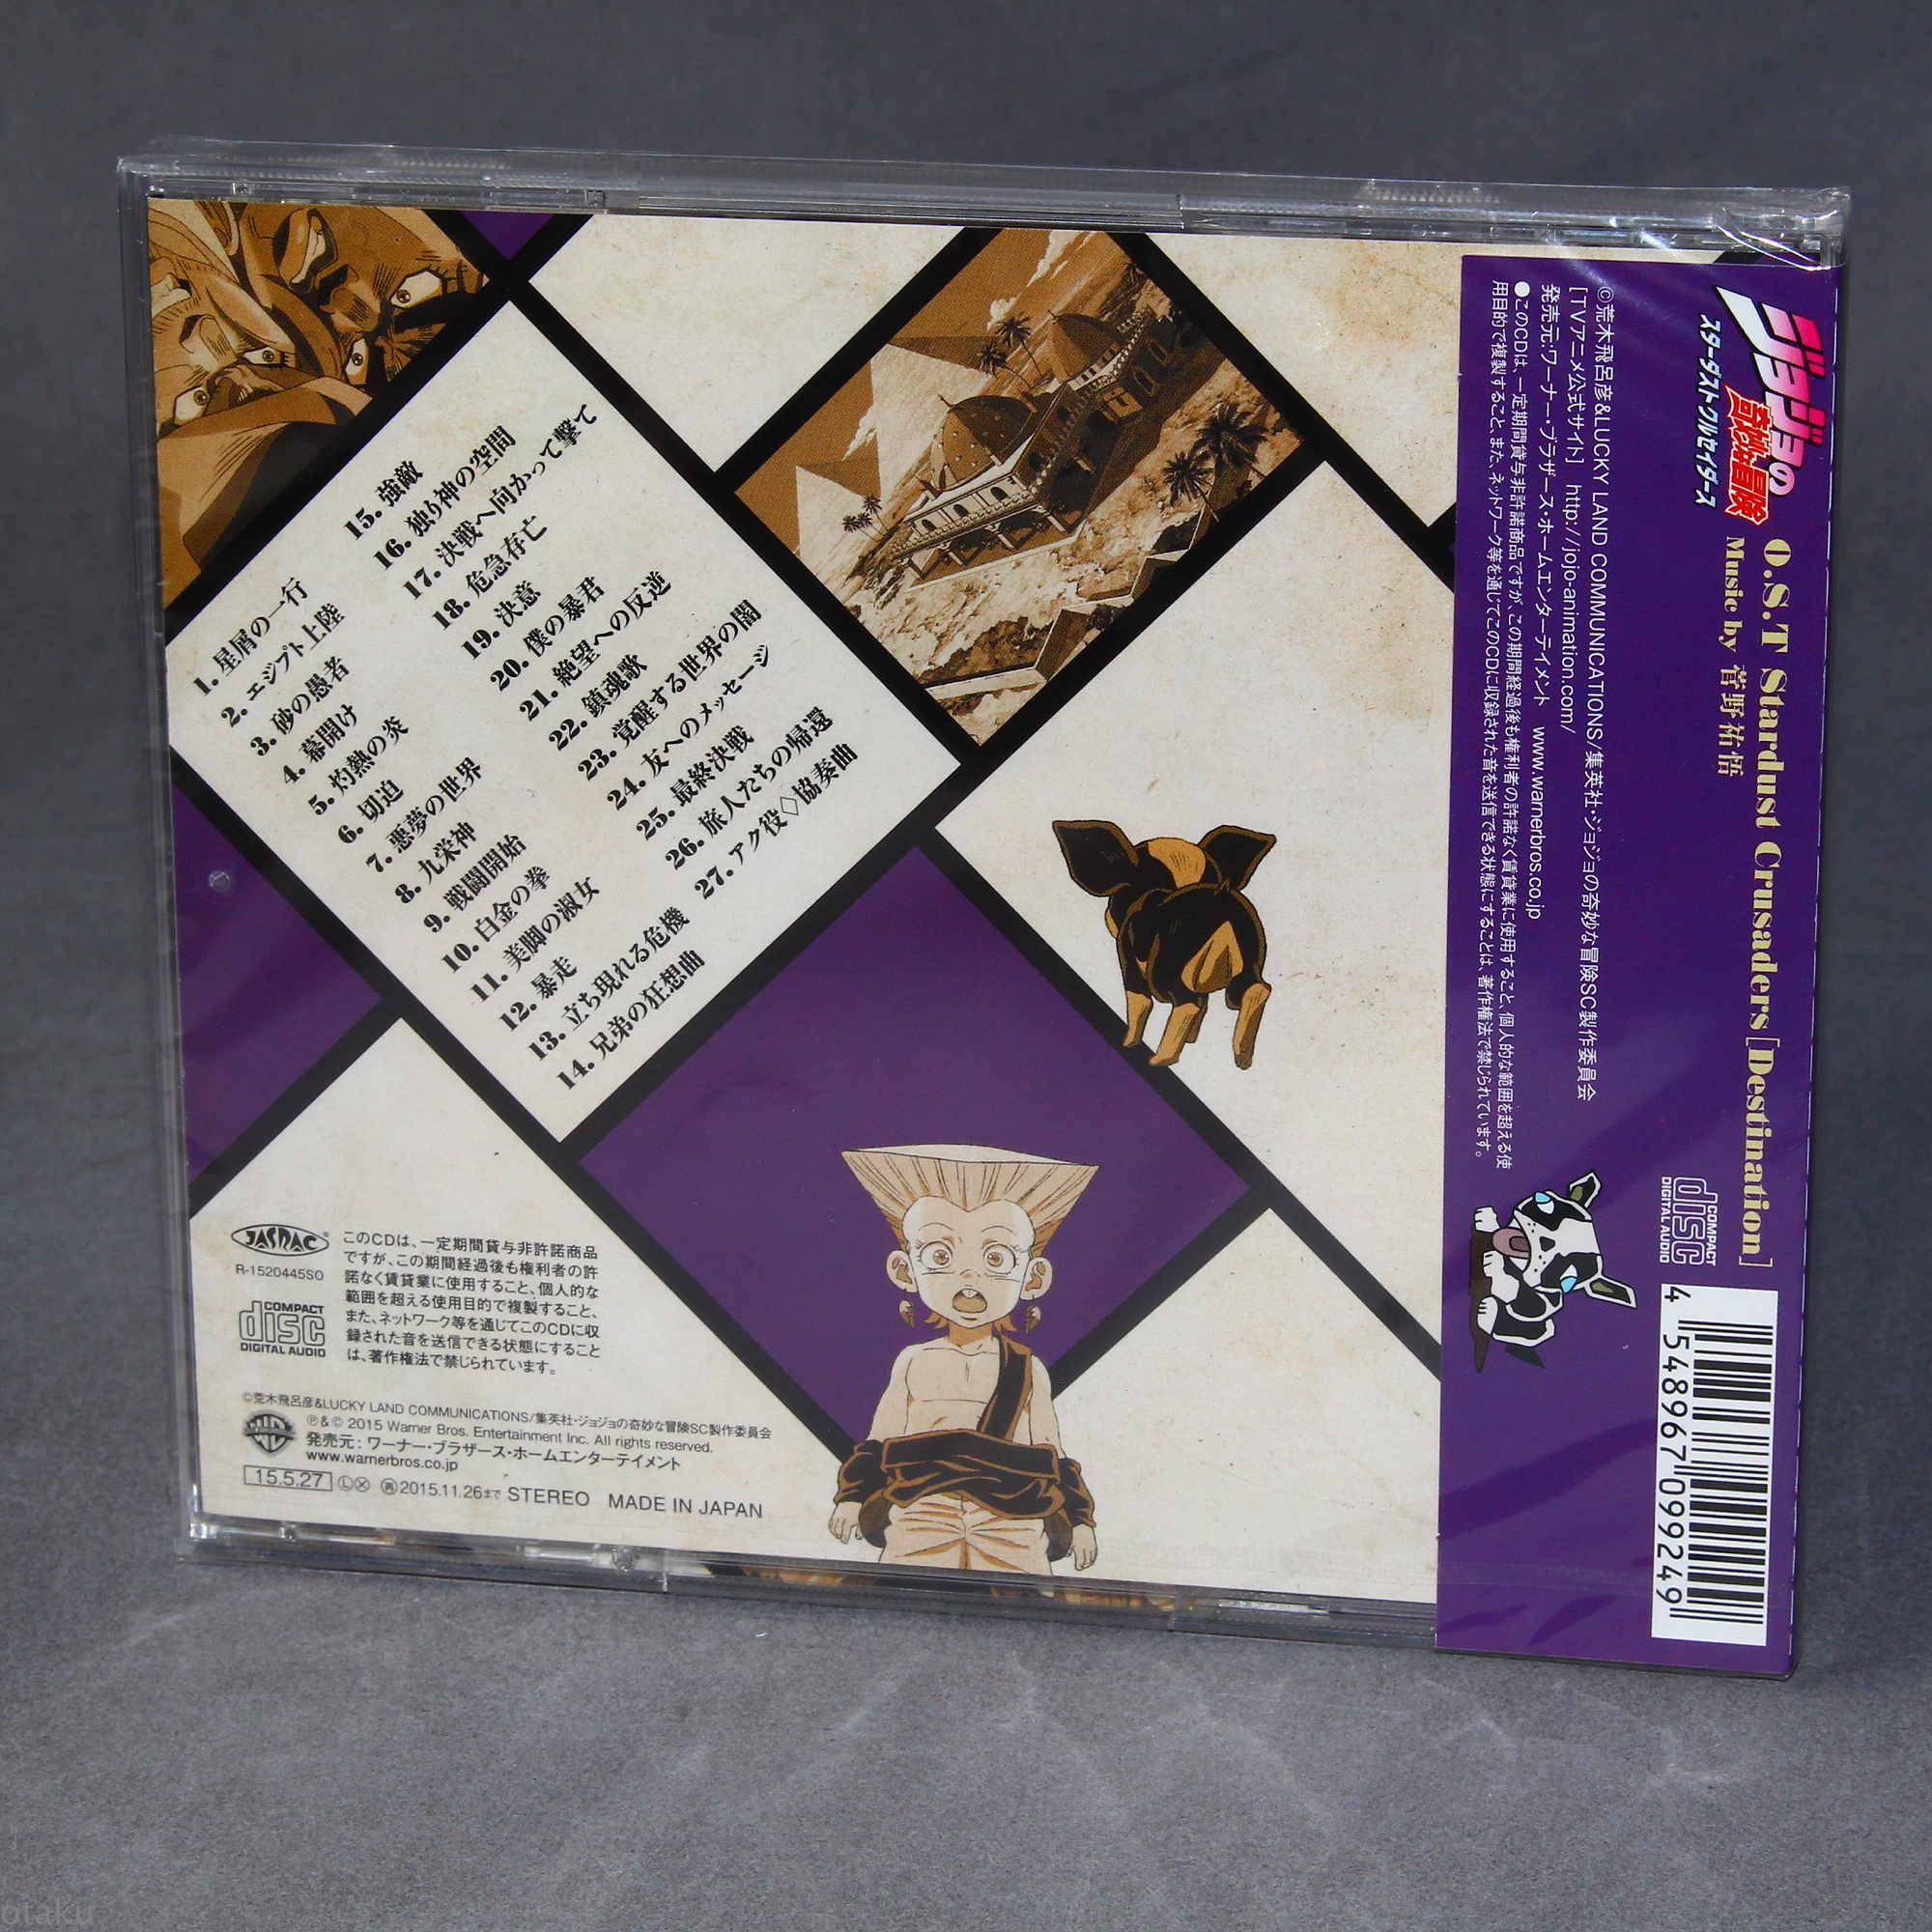 1. 星屑の一行
2. エジプト上陸
3. 砂の愚者
4. 幕開け
5. 灼熱の炎
6. 切迫
7. 悪夢の世界
8. 九栄神
9. 戦闘開始
10. 白金の拳
11. 美脚の淑女
12. 暴走
13. 立ち現れる危機
14. 兄弟の狂想曲
15. 強敵
16. 独り神の空間
17. 決戦へ向かって撃て
18. 危急存亡
19. 決意
20. 僕の暴君
21. 絶望への反逆
22. 鎮魂歌
23. 覚醒する世界の闇
24. 友へのメッセージ
25. 最終決戦
26. 旅人たちの帰還
27. アク役◇協奏曲
JASRAC
R-1520445SO
COMPACT
disc
DIGITAL AUDIO
このCDは、一定期間貸与非許諾商品
ですが、この期間経過後も権利者の許
諾なく賃貸業に使用すること、個人的な
範囲を超える使用目的で複製すること、
また、ネットワーク等を通じてこのCDに収
録された音を送信できる状態にすること
は、著作権法で禁じられています。
©荒木飛呂彦&LUCKY LAND COMMUNICATIONS/集英社・ジョジョの奇妙な冒険SC製作委員会
℗&© 2015 Warner Bros. Entertainment Inc. All rights reserved.
発売元：ワーナー・ブラザース・ホームエンターテイメント
www.warnerbros.co.jp
15.5.27 Ⓛ Ⓧ ㊢2015.11.26まで STEREO MADE IN JAPAN
ジョジョの
奇妙な冒険
スターダストクルセイダース
O.S.T Stardust Crusaders [Destination]
Music by 菅野祐悟
©荒木飛呂彦&LUCKY LAND COMMUNICATIONS/集英社・ジョジョの奇妙な冒険SC製作委員会
[TVアニメ公式サイト] http://jojo-animation.com/
発売元:ワーナー・ブラザース・ホームエンターテイメント www.warnerbros.co.jp
●このCDは、一定期間貸与非許諾商品ですが、この期間経過後も権利者の許諾なく賃貸業に使用すること、個人的な範囲を超える使
用目的で複製すること、また、ネットワーク等を通じてこのCDに収録された音を送信できる状態にすることは、著作権法で禁じられています。
COMPACT
disc
DIGITAL AUDIO
4 548967 099249
otaku